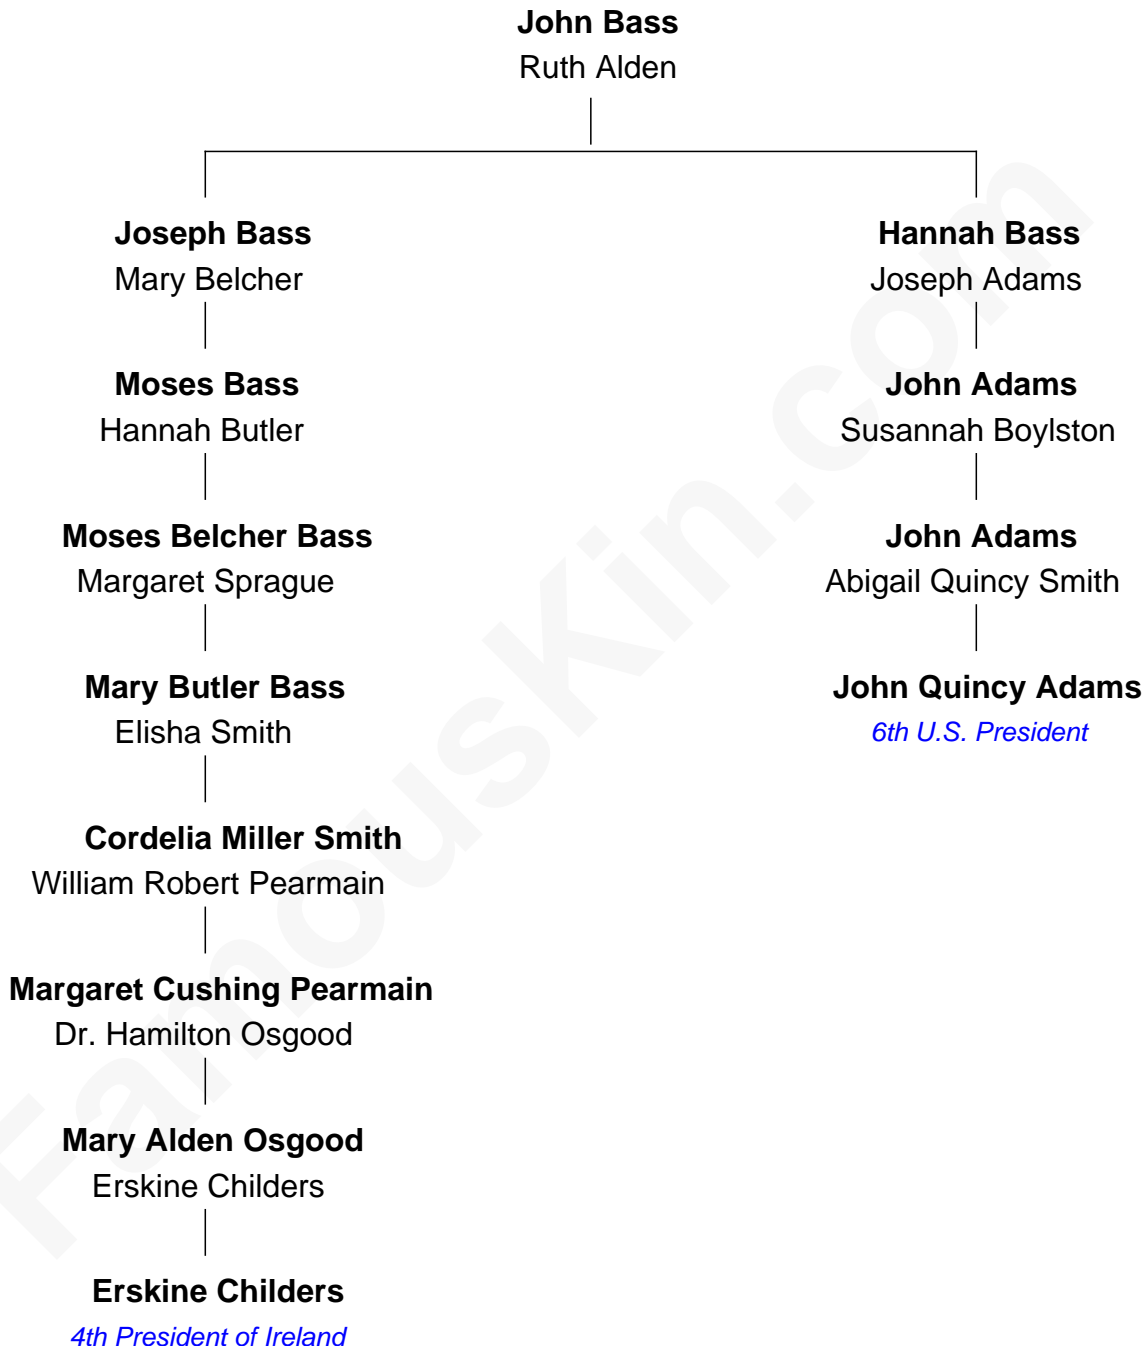 John Bass
Ruth Alden
Joseph Bass
Mary Belcher
Hannah Bass
Joseph Adams
Moses Bass
Hannah Butler
John Adams
Susannah Boylston
Moses Belcher Bass
Margaret Sprague
John Adams
Abigail Quincy Smith
Mary Butler Bass
Elisha Smith
John Quincy Adams
6th U.S. President
Cordelia Miller Smith
William Robert Pearmain
Margaret Cushing Pearmain
Dr. Hamilton Osgood
Mary Alden Osgood
Erskine Childers
Erskine Childers
4th President of Ireland
FamousKin.com